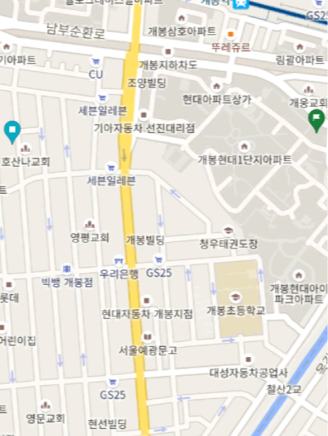 개봉삼호아파트
GS2
남부순환로
뚜레쥬르
기아파트
개봉지하차도
림광아파트
CU
조양빌딩
현대아파트상가
세븐일레븐
개웅교회
기아자동차 선진대리점
호산나교회
개봉현대1단지아파트
세븐일레븐
영평교회
개봉빌딩
청우태권도장
빅뱅 개봉점
우리은행
GS25
롯데
개봉현대아이
파크아파트
현대자동차 개봉지점
개봉초등학교
어린이집
서울예광문고
대성자동차공업사
철산2교
GS25
영문교회
현선빌딩